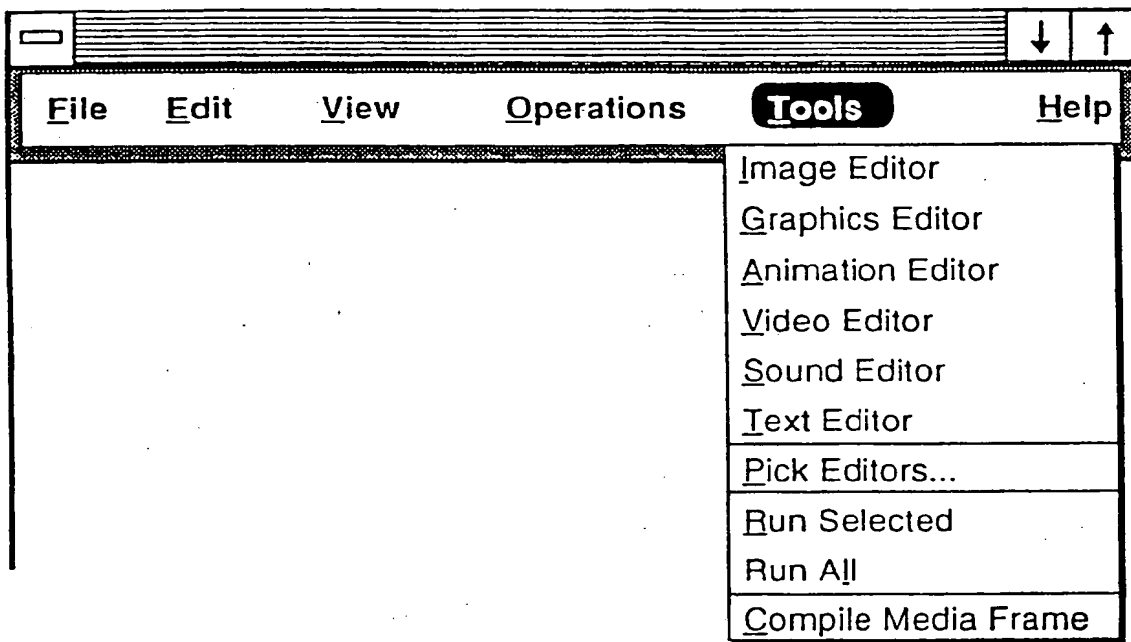 File Edit View Operations Tools Help
Image Editor
Graphics Editor
Animation Editor
Video Editor
Sound Editor
Text Editor
Pick Editors...
Run Selected
Run All
Compile Media Frame